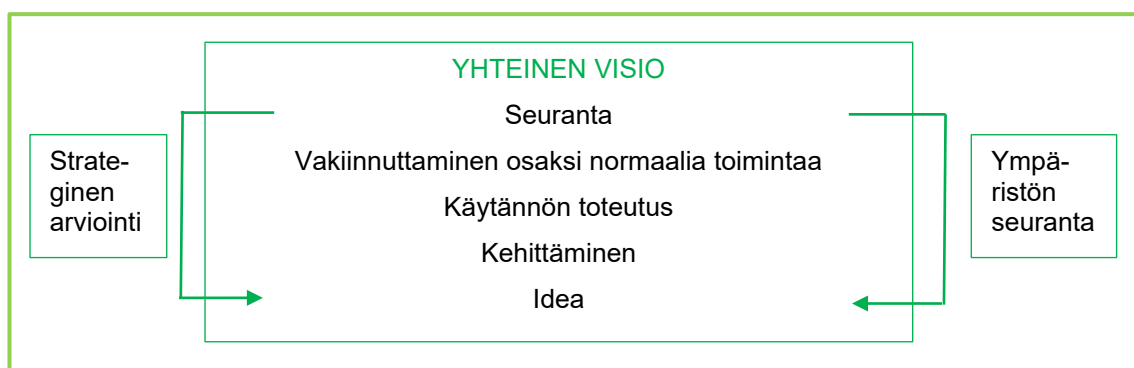 YHTEINEN VISIO
Seuranta
Vakiinnuttaminen osaksi normaalia toimintaa
Käytännön toteutus
Kehittäminen
Idea
Strate-
ginen
arviointi
Ympä-
ristön
seuranta